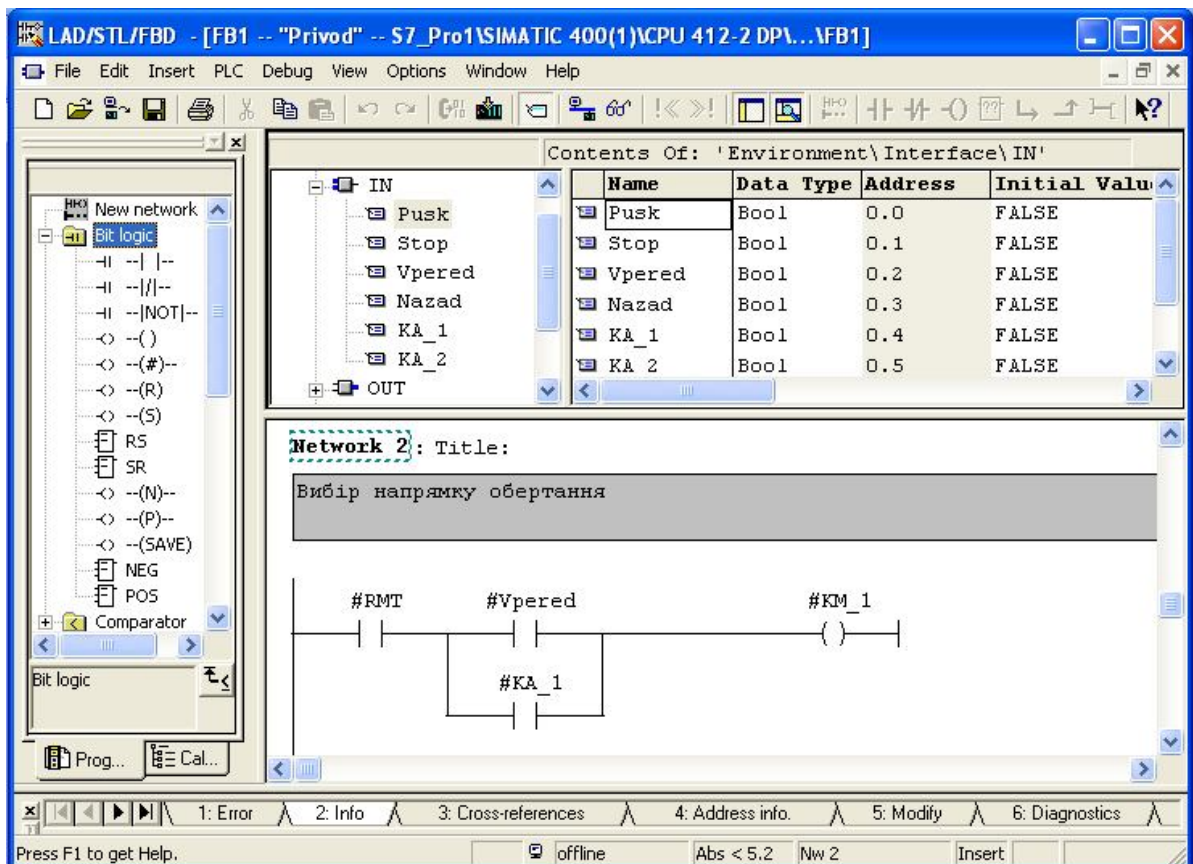 LAD/STL/FBD - [FB1 -- "Privod" -- S7_Pro1\SIMATIC 400(1)\CPU 412-2 DP\...\FB1]
File Edit Insert PLC Debug View Options Window Help
New network
Bit logic
--| |--
--|/|--
--|NOT|--
--( )
--(#)--
--(R)
--(S)
RS
SR
--(N)--
--(P)--
--(SAVE)
NEG
POS
Comparator
Bit logic
Prog... Cal...
Contents Of: 'Environment\Interface\IN'
IN
Pusk
Stop
Vpered
Nazad
KA_1
KA_2
OUT
Name Data Type Address Initial Valu
Pusk Bool 0.0 FALSE
Stop Bool 0.1 FALSE
Vpered Bool 0.2 FALSE
Nazad Bool 0.3 FALSE
KA_1 Bool 0.4 FALSE
KA_2 Bool 0.5 FALSE
Network 2: Title:
Вибір напрямку обертання
#RMT #Vpered #KM_1
#KA_1
1: Error 2: Info 3: Cross-references 4: Address info. 5: Modify 6: Diagnostics
Press F1 to get Help. offline Abs < 5.2 Nw 2 Insert